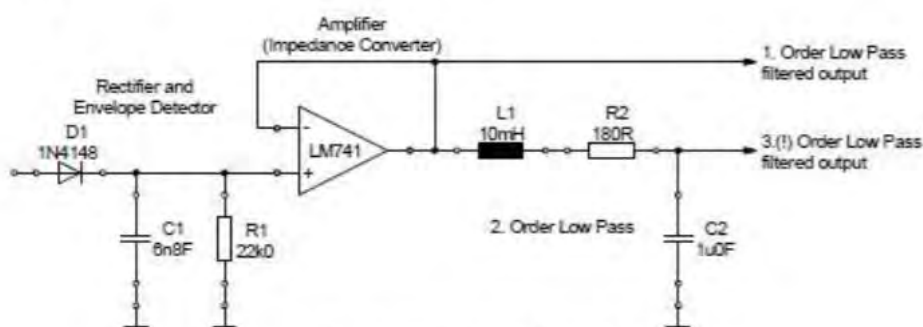 Amplifier
(Impedance Converter)
1. Order Low Pass
filtered output
Rectifier and
Envelope Detector
D1
1N4148
-
LM741
+
L1
10mH
R2
180R
3.(!) Order Low Pass
filtered output
C1
6n8F
R1
22k0
2. Order Low Pass
C2
1u0F